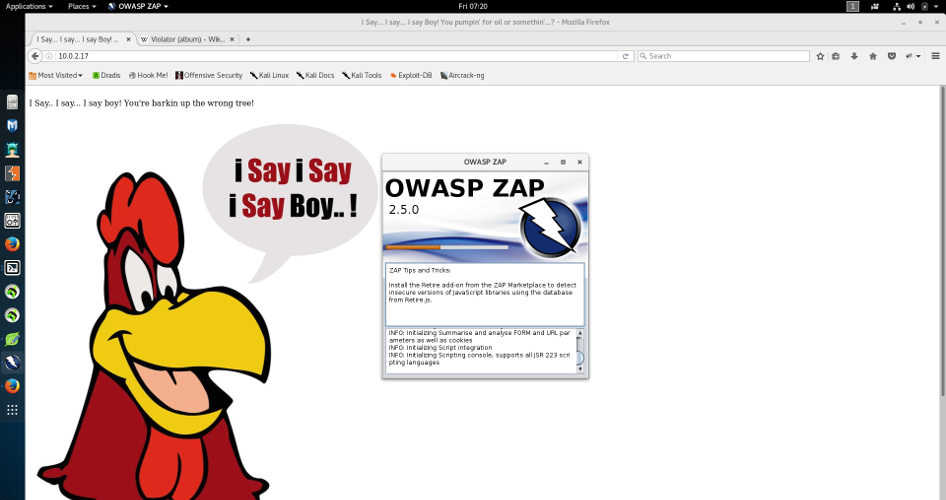 Applications
Places
OWASP ZAP
Fri 07:20
1
I Say... I say... i say Boy! You pumpin' for oil or somethin'...? - Mozilla Firefox
I Say... I say... I say Boy! ...
W Violator (album) - Wik...
10.0.2.17
Search
Most Visited
Dradis
Hook Me!
Offensive Security
Kali Linux
Kali Docs
Kali Tools
Exploit-DB
Aircrack-ng
I Say.. I say... I say boy! You're barkin up the wrong tree!
i Say i Say
i Say Boy.. !
OWASP ZAP
OWASP ZAP
2.5.0
ZAP Tips and Tricks:
Install the Retire add-on from the ZAP Marketplace to detect
insecure versions of JavaScript libraries using the database
from Retire.js.
INFO: Initializing Summarise and analyse FORM and URL par
ameters as well as cookies
INFO: Initializing Script integration
INFO: Initializing Scripting console, supports all JSR 223 scri
pting languages